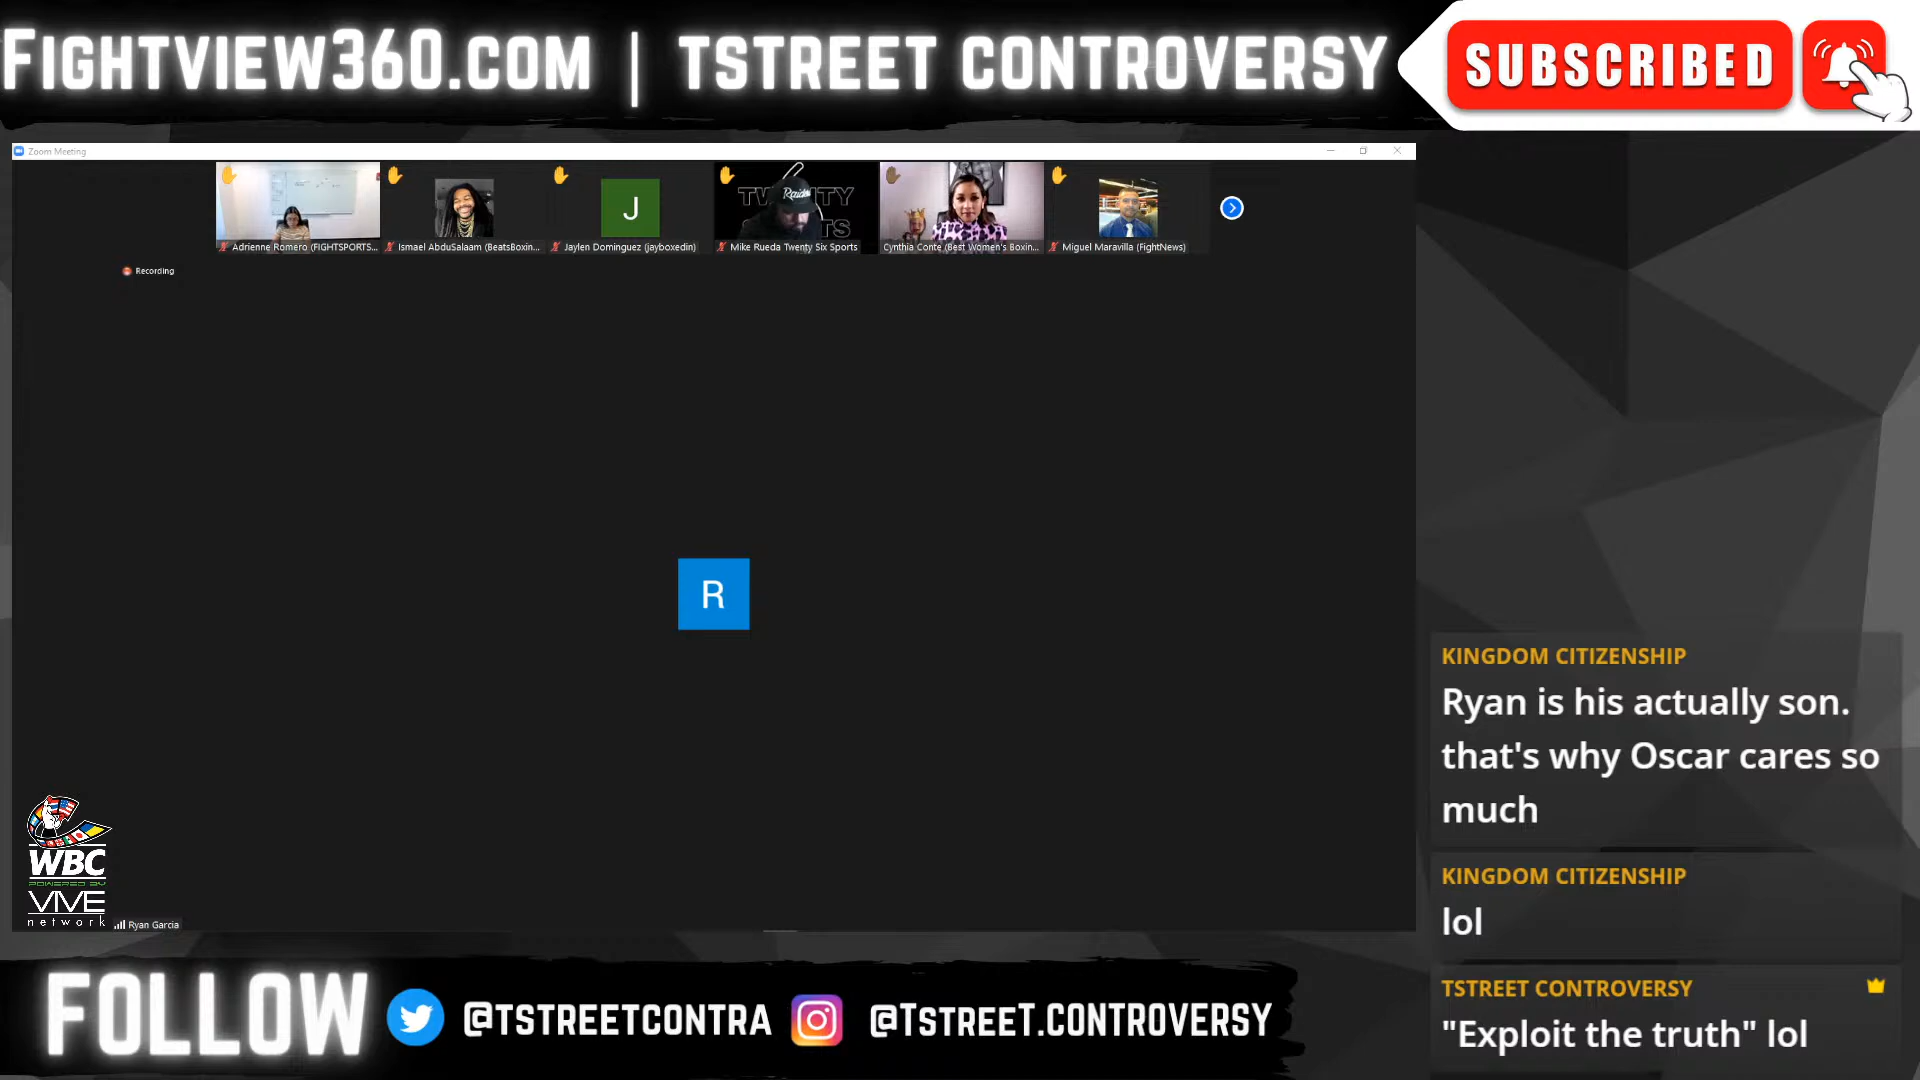 FIGHTVIEW360.COM | TSTREET CONTROVERSY
SUBSCRIBED
Zoom Meeting
J
Raiders
Adrienne Romero (FIGHTSPORTS...
Ismael AbduSalaam (BeatsBoxin...
Jaylen Dominguez (jayboxedin)
Mike Rueda Twenty Six Sports
Cynthia Conte (Best Women's Boxin...
Miguel Maravilla (FightNews)
Recording
R
KINGDOM CITIZENSHIP
Ryan is his actually son.
that's why Oscar cares so
much
KINGDOM CITIZENSHIP
lol
TSTREET CONTROVERSY
"Exploit the truth" lol
WBC
POWERED BY
VIVE
network
Ryan Garcia
FOLLOW
@TSTREETCONTRA
@TSTREET.CONTROVERSY